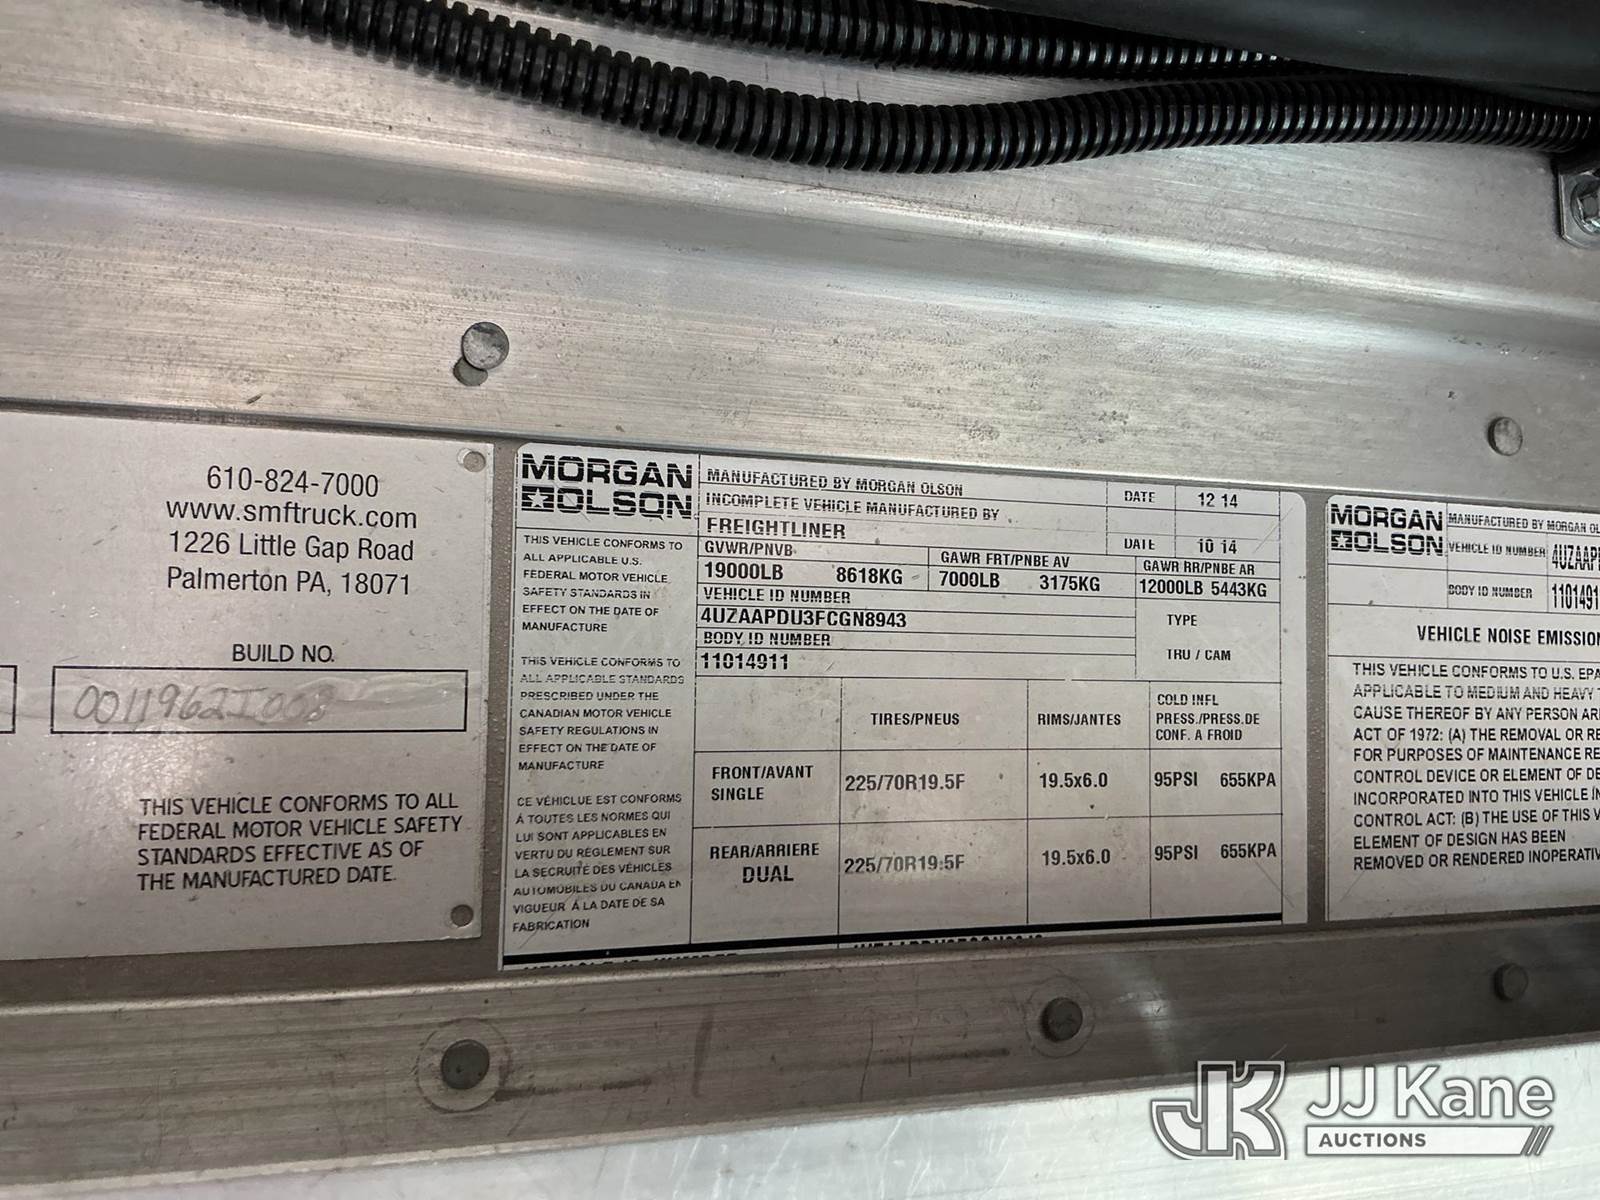 610-824-7000
www.smftruck.com
1226 Little Gap Road
Palmerton PA, 18071
BUILD NO.
0011962I008
THIS VEHICLE CONFORMS TO ALL
FEDERAL MOTOR VEHICLE SAFETY
STANDARDS EFFECTIVE AS OF
THE MANUFACTURED DATE.
MORGAN
OLSON
THIS VEHICLE CONFORMS TO
ALL APPLICABLE U.S.
FEDERAL MOTOR VEHICLE
SAFETY STANDARDS IN
EFFECT ON THE DATE OF
MANUFACTURE
THIS VEHICLE CONFORMS TO
ALL APPLICABLE STANDARDS
PRESCRIBED UNDER THE
CANADIAN MOTOR VEHICLE
SAFETY REGULATIONS IN
EFFECT ON THE DATE OF
MANUFACTURE
CE VÉHICLUE EST CONFORMS
Á TOUTES LES NORMES QUI
LUI SONT APPLICABLES EN
VERTU DU RÉGLEMENT SUR
LA SECRUITÉ DES VÉHICLES
AUTOMOBILES DU CANADA EN
VIGUEUR Á LA DATE DE SA
FABRICATION
MANUFACTURED BY MORGAN OLSON DATE 12 14
INCOMPLETE VEHICLE MANUFACTURED BY
FREIGHTLINER DATE 10 14
GVWR/PNVB GAWR FRT/PNBE AV GAWR RR/PNBE AR
19000LB 8618KG 7000LB 3175KG 12000LB 5443KG
VEHICLE ID NUMBER TYPE
4UZAAPDU3FCGN8943
BODY ID NUMBER TRU / CAM
11014911
TIRES/PNEUS RIMS/JANTES COLD INFL
PRESS./PRESS.DE
CONF. A FROID
FRONT/AVANT
SINGLE 225/70R19.5F 19.5x6.0 95PSI 655KPA
REAR/ARRIERE
DUAL 225/70R19.5F 19.5x6.0 95PSI 655KPA
MORGAN
OLSON
MANUFACTURED BY MORGAN OL
VEHICLE ID NUMBER 4UZAAP
BODY ID NUMBER 1101491
VEHICLE NOISE EMISSION
THIS VEHICLE CONFORMS TO U.S. EPA
APPLICABLE TO MEDIUM AND HEAVY T
CAUSE THEREOF BY ANY PERSON AR
ACT OF 1972: (A) THE REMOVAL OR RE
FOR PURPOSES OF MAINTENANCE RE
CONTROL DEVICE OR ELEMENT OF DE
INCORPORATED INTO THIS VEHICLE IN
CONTROL ACT: (B) THE USE OF THIS V
ELEMENT OF DESIGN HAS BEEN
REMOVED OR RENDERED INOPERATIV
JK JJ Kane
AUCTIONS